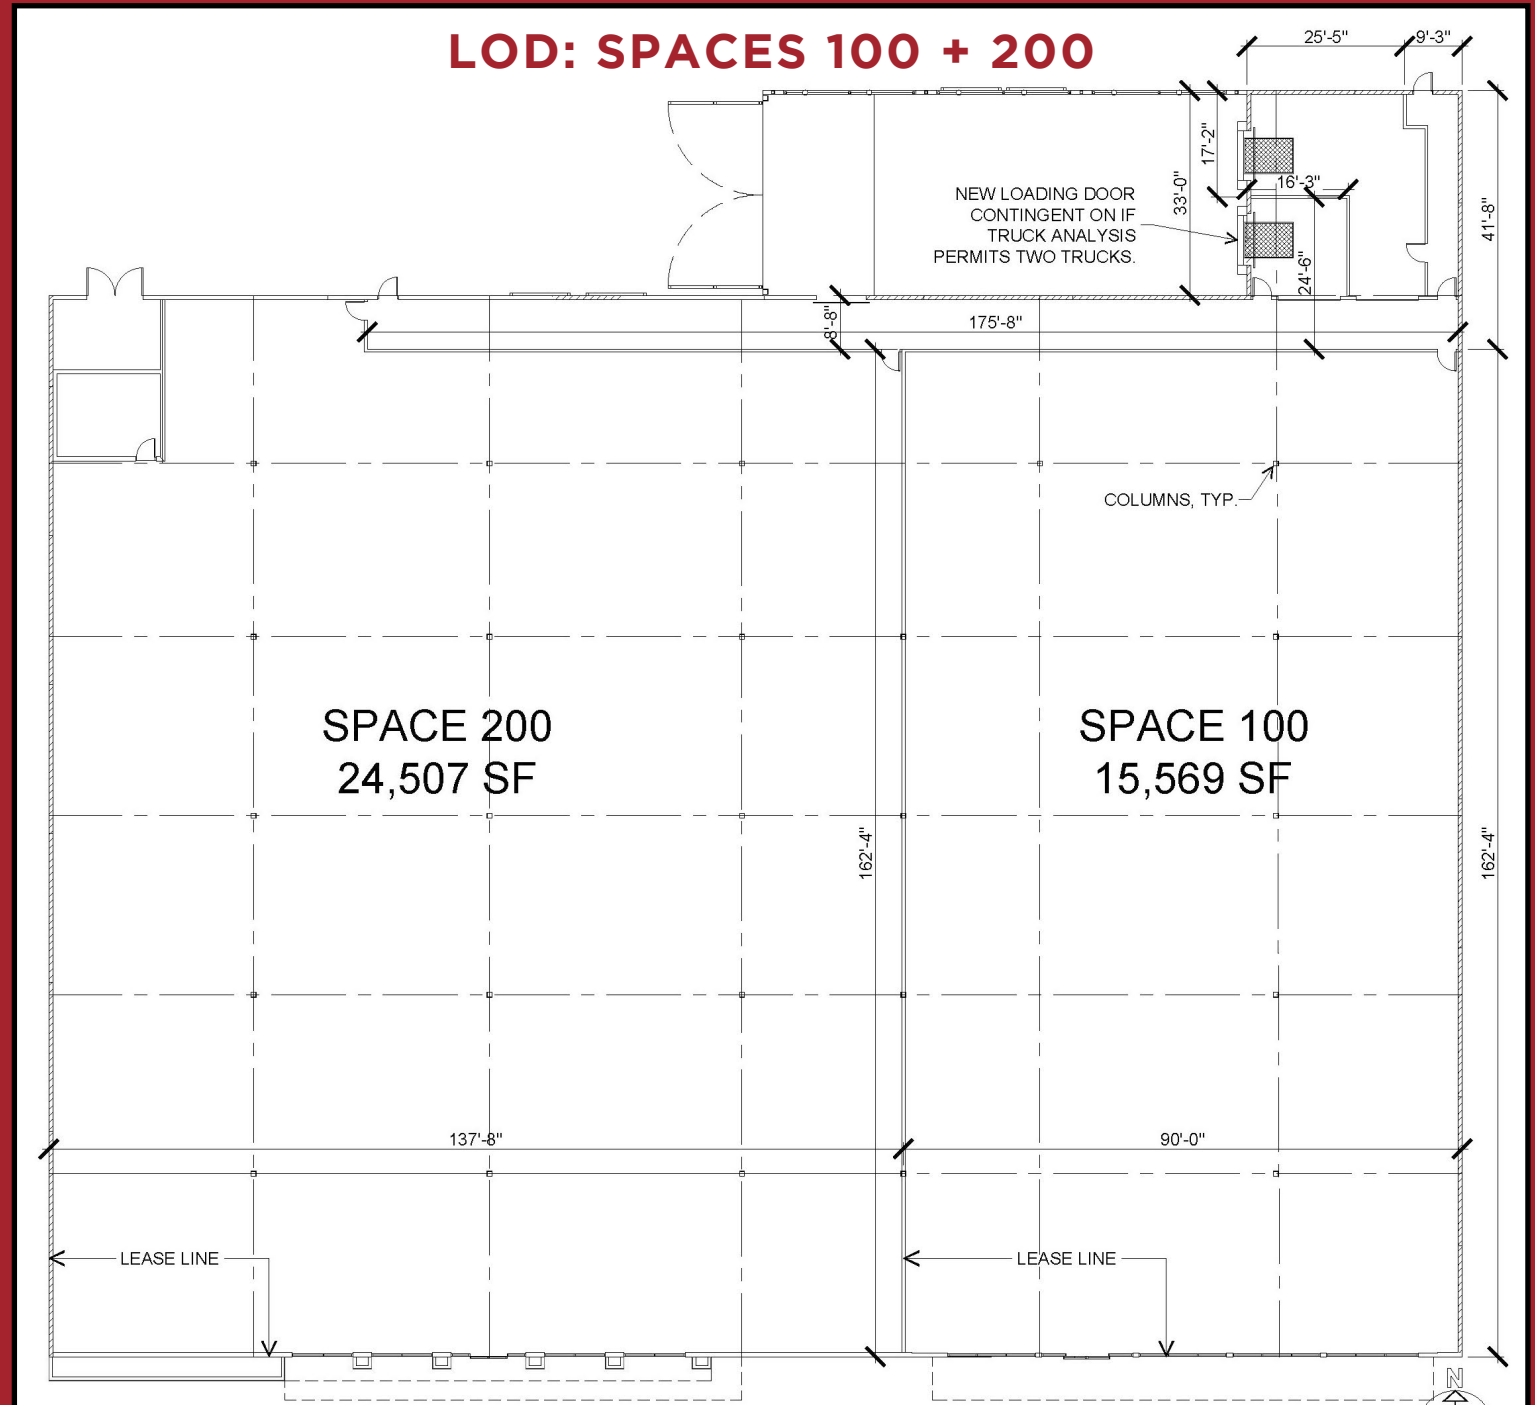 LOD: SPACES 100 + 200
25'-5"
9'-3"
17'-2"
33'-0"
16'-3"
41'-8"
NEW LOADING DOOR
CONTINGENT ON IF
TRUCK ANALYSIS
PERMITS TWO TRUCKS.
24'-6"
8'-8"
175'-8"
COLUMNS, TYP.
SPACE 200
24,507 SF
SPACE 100
15,569 SF
162'-4"
162'-4"
137'-8"
90'-0"
LEASE LINE
LEASE LINE
N